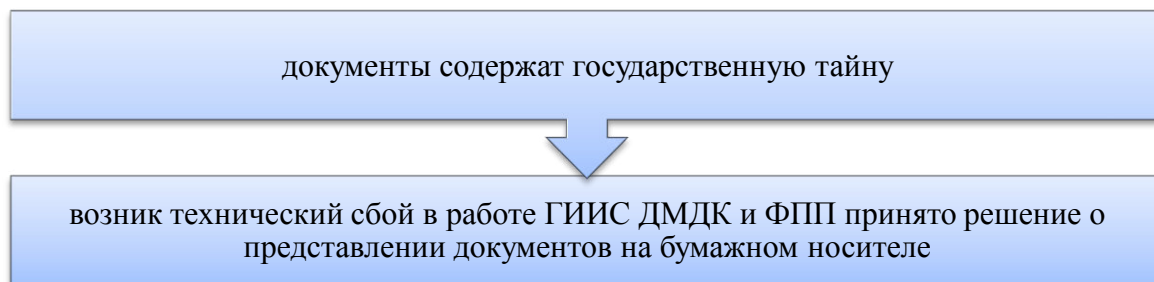 документы содержат государственную тайну
возник технический сбой в работе ГИИС ДМДК и ФПП принято решение о
представлении документов на бумажном носителе